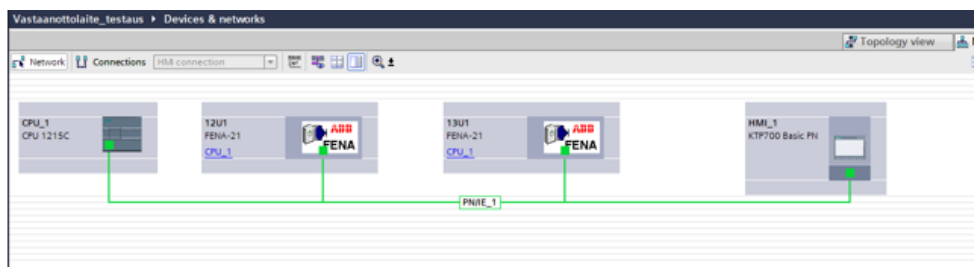 Vastaanottolaite_testaus ▸ Devices & networks
Topology view
Network Connections HMI connection
CPU_1
CPU 1215C
12U1
FENA-21
CPU_1
ABB
FENA
13U1
FENA-21
CPU_1
ABB
FENA
HMI_1
KTP700 Basic PN
PN/IE_1